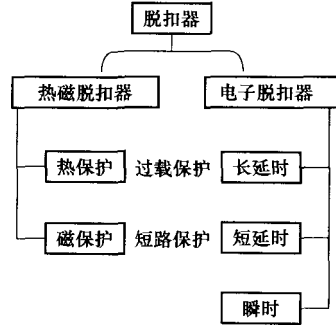 脱扣器
热磁脱扣器 电子脱扣器
热保护 过载保护 长延时
磁保护 短路保护 短延时
瞬时